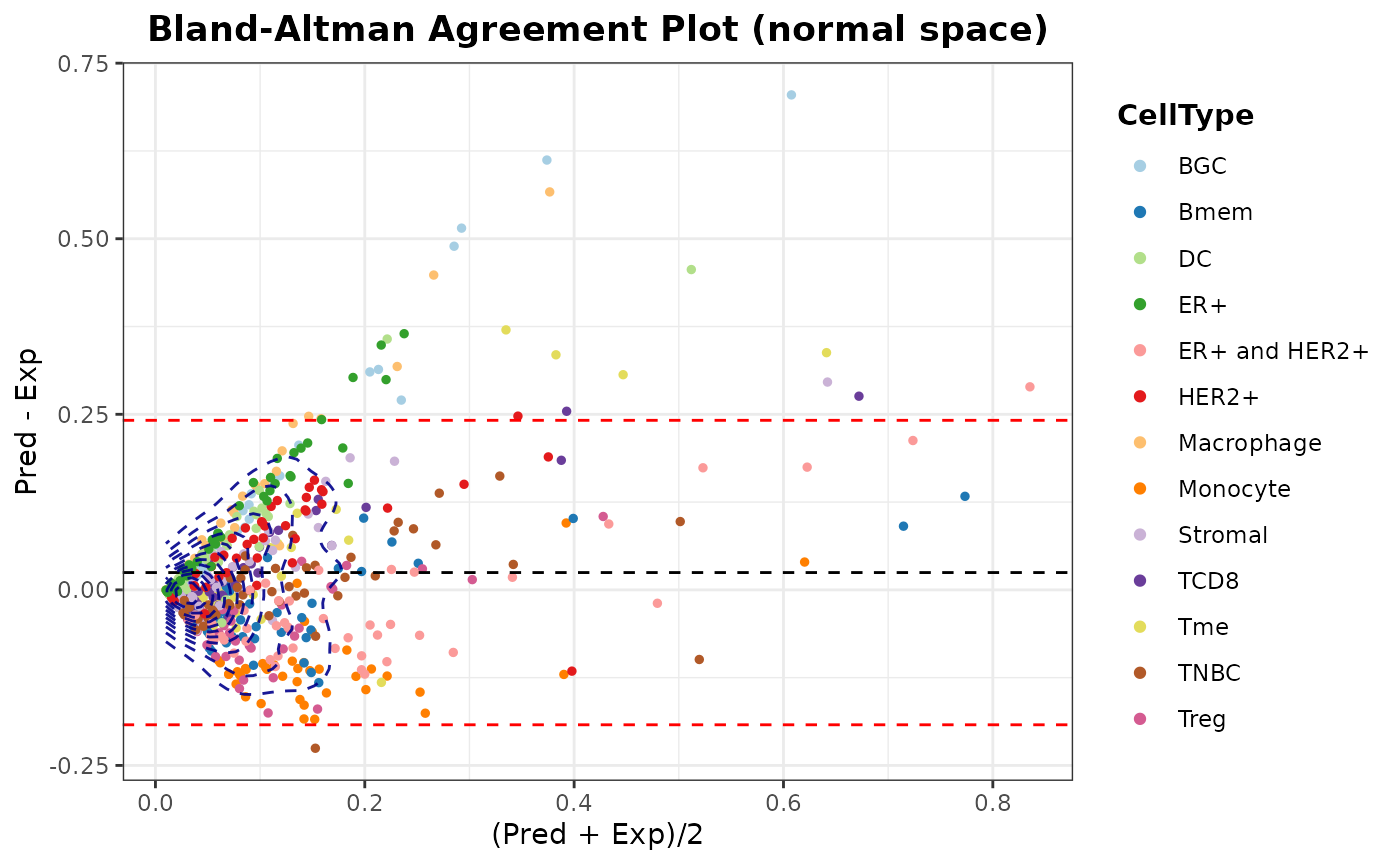 Bland-Altman Agreement Plot (normal space)
0.75
0.50
0.25
0.00
-0.25
Pred - Exp
0.0
0.2
0.4
0.6
0.8
(Pred + Exp)/2
CellType
BGC
Bmem
DC
ER+
ER+ and HER2+
HER2+
Macrophage
Monocyte
Stromal
TCD8
Tme
TNBC
Treg